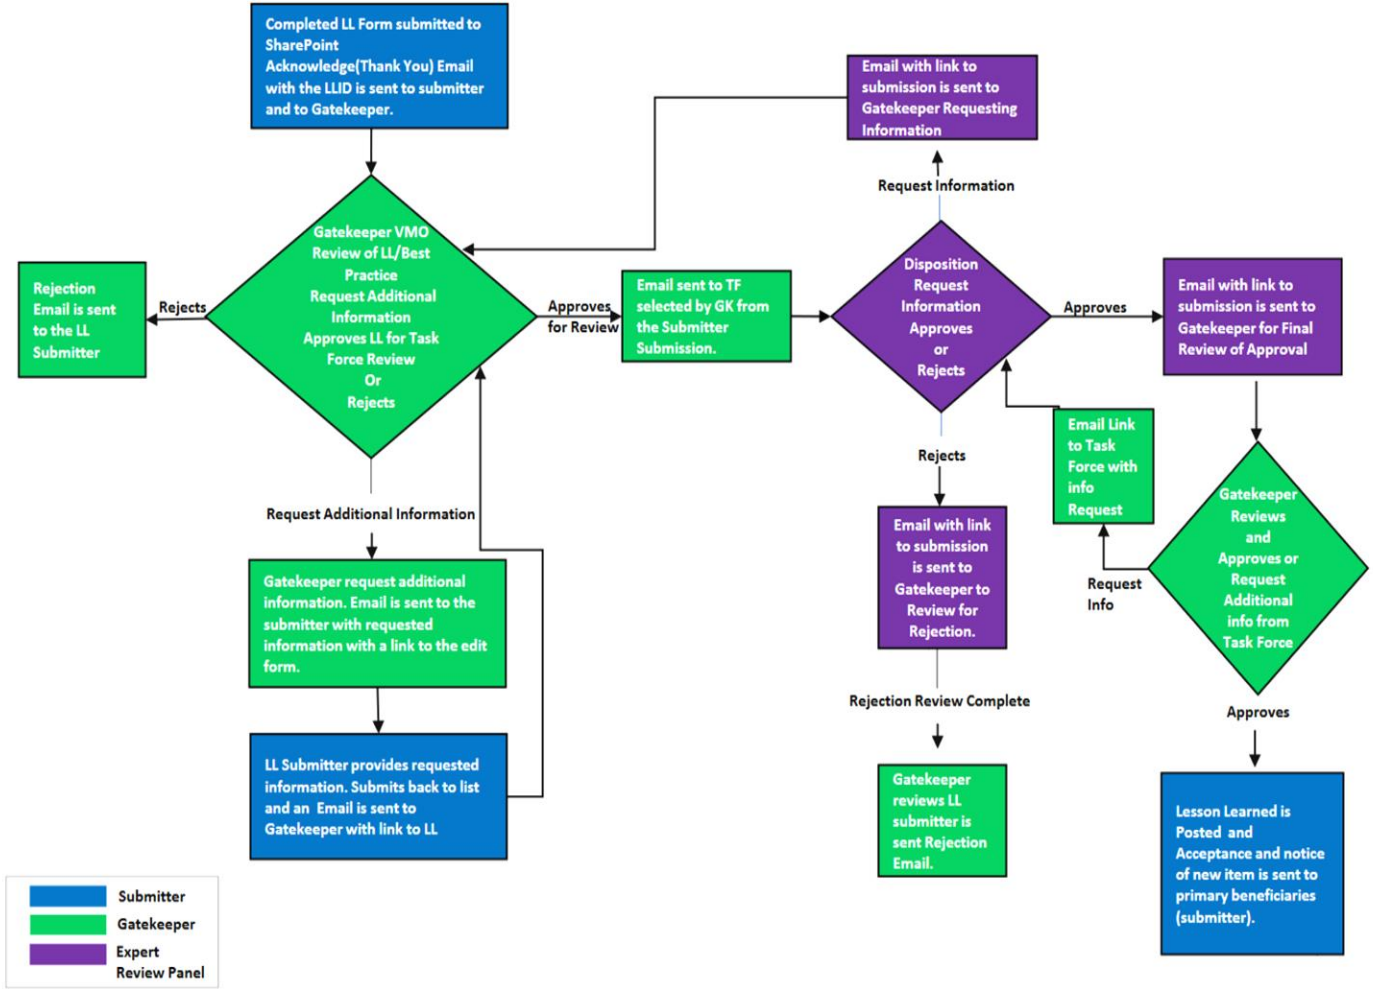 Completed LL Form submitted to
SharePoint
Acknowledge(Thank You) Email
with the LLID is sent to submitter
and to Gatekeeper.
Email with link to
submission is sent to
Gatekeeper Requesting
Information
Request Information
Gatekeeper VMO
Review of LL/Best
Practice
Request Additional
Information
Approves LL for Task
Force Review
Or
Rejects
Rejects
Rejection
Email is sent
to the LL
Submitter
Approves
for Review
Email sent to TF
selected by GK from
the Submitter
Submission.
Disposition
Request
Information
Approves
or
Rejects
Approves
Email with link to
submission is sent to
Gatekeeper for Final
Review of Approval
Email Link
to Task
Force with
info
Request
Request
Info
Gatekeeper
Reviews
and
Approves or
Request
Additional
info from
Task Force
Rejects
Email with link
to submission
is sent to
Gatekeeper to
Review for
Rejection.
Request Additional Information
Gatekeeper request additional
information. Email is sent to the
submitter with requested
information with a link to the edit
form.
Rejection Review Complete
Approves
LL Submitter provides requested
information. Submits back to list
and an Email is sent to
Gatekeeper with link to LL
Gatekeeper
reviews LL
submitter is
sent Rejection
Email.
Lesson Learned is
Posted and
Acceptance and notice
of new item is sent to
primary beneficiaries
(submitter).
Submitter
Gatekeeper
Expert
Review Panel